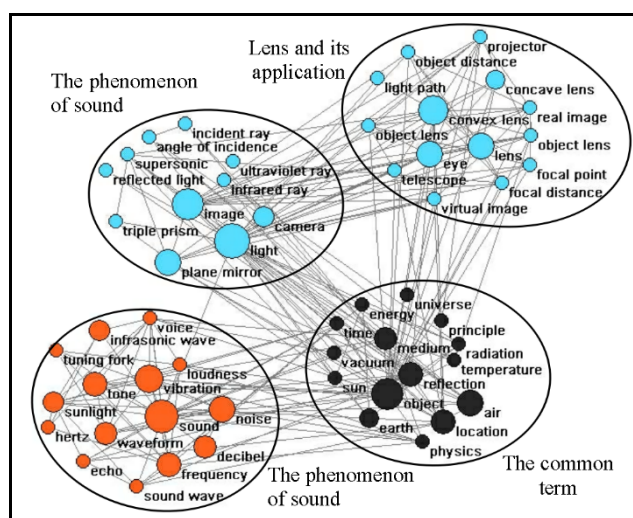 Lens and its
application
projector
object distance
light path
concave lens
convex lens
real image
object lens
object lens
eye
lens
telescope
focal point
focal distance
virtual image
The phenomenon
of sound
incident ray
angle of incidence
supersonic
ultraviolet ray
reflected light
infrared ray
image
camera
triple prism
light
plane mirror
universe
energy
time
principle
medium
vacuum
radiation
temperature
sun
reflection
object
air
earth
location
physics
The common
term
voice
infrasonic wave
tuning fork
loudness
tone
vibration
sunlight
sound
noise
hertz
waveform
decibel
echo
frequency
sound wave
The phenomenon
of sound